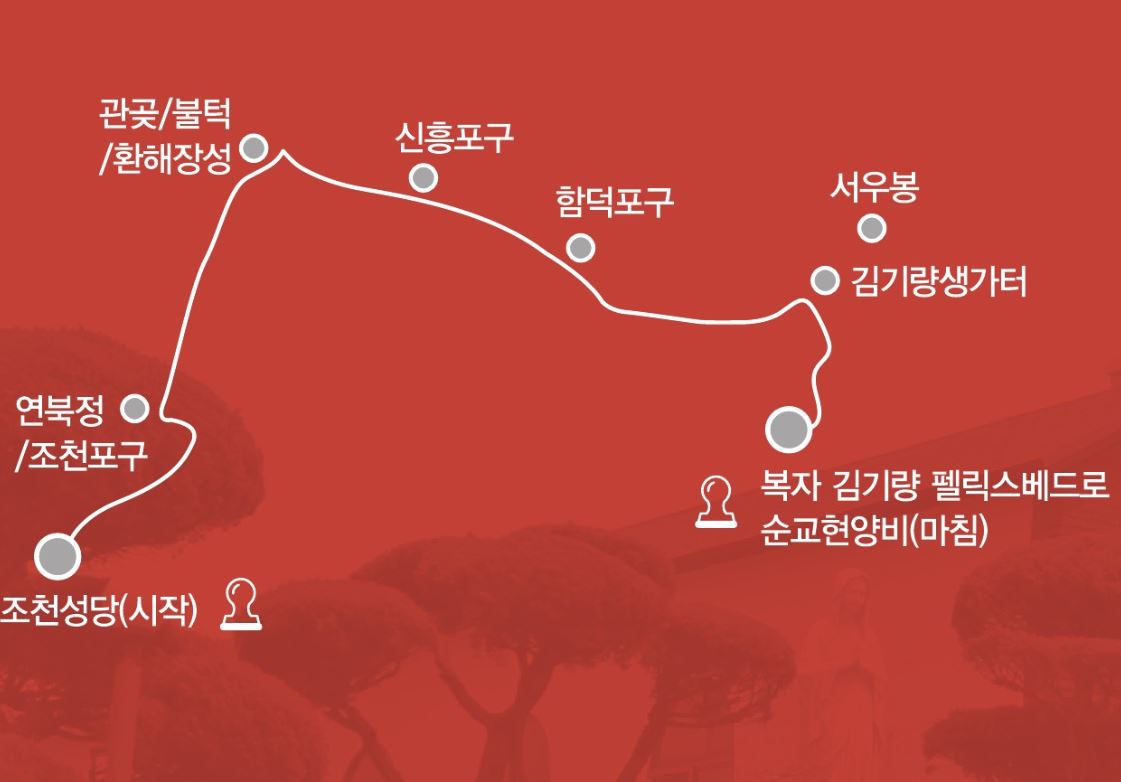 관곶/불턱
/환해장성
신흥포구
함덕포구
서우봉
김기량생가터
연북정
/조천포구
복자 김기량 펠릭스베드로
순교현양비(마침)
조천성당(시작)